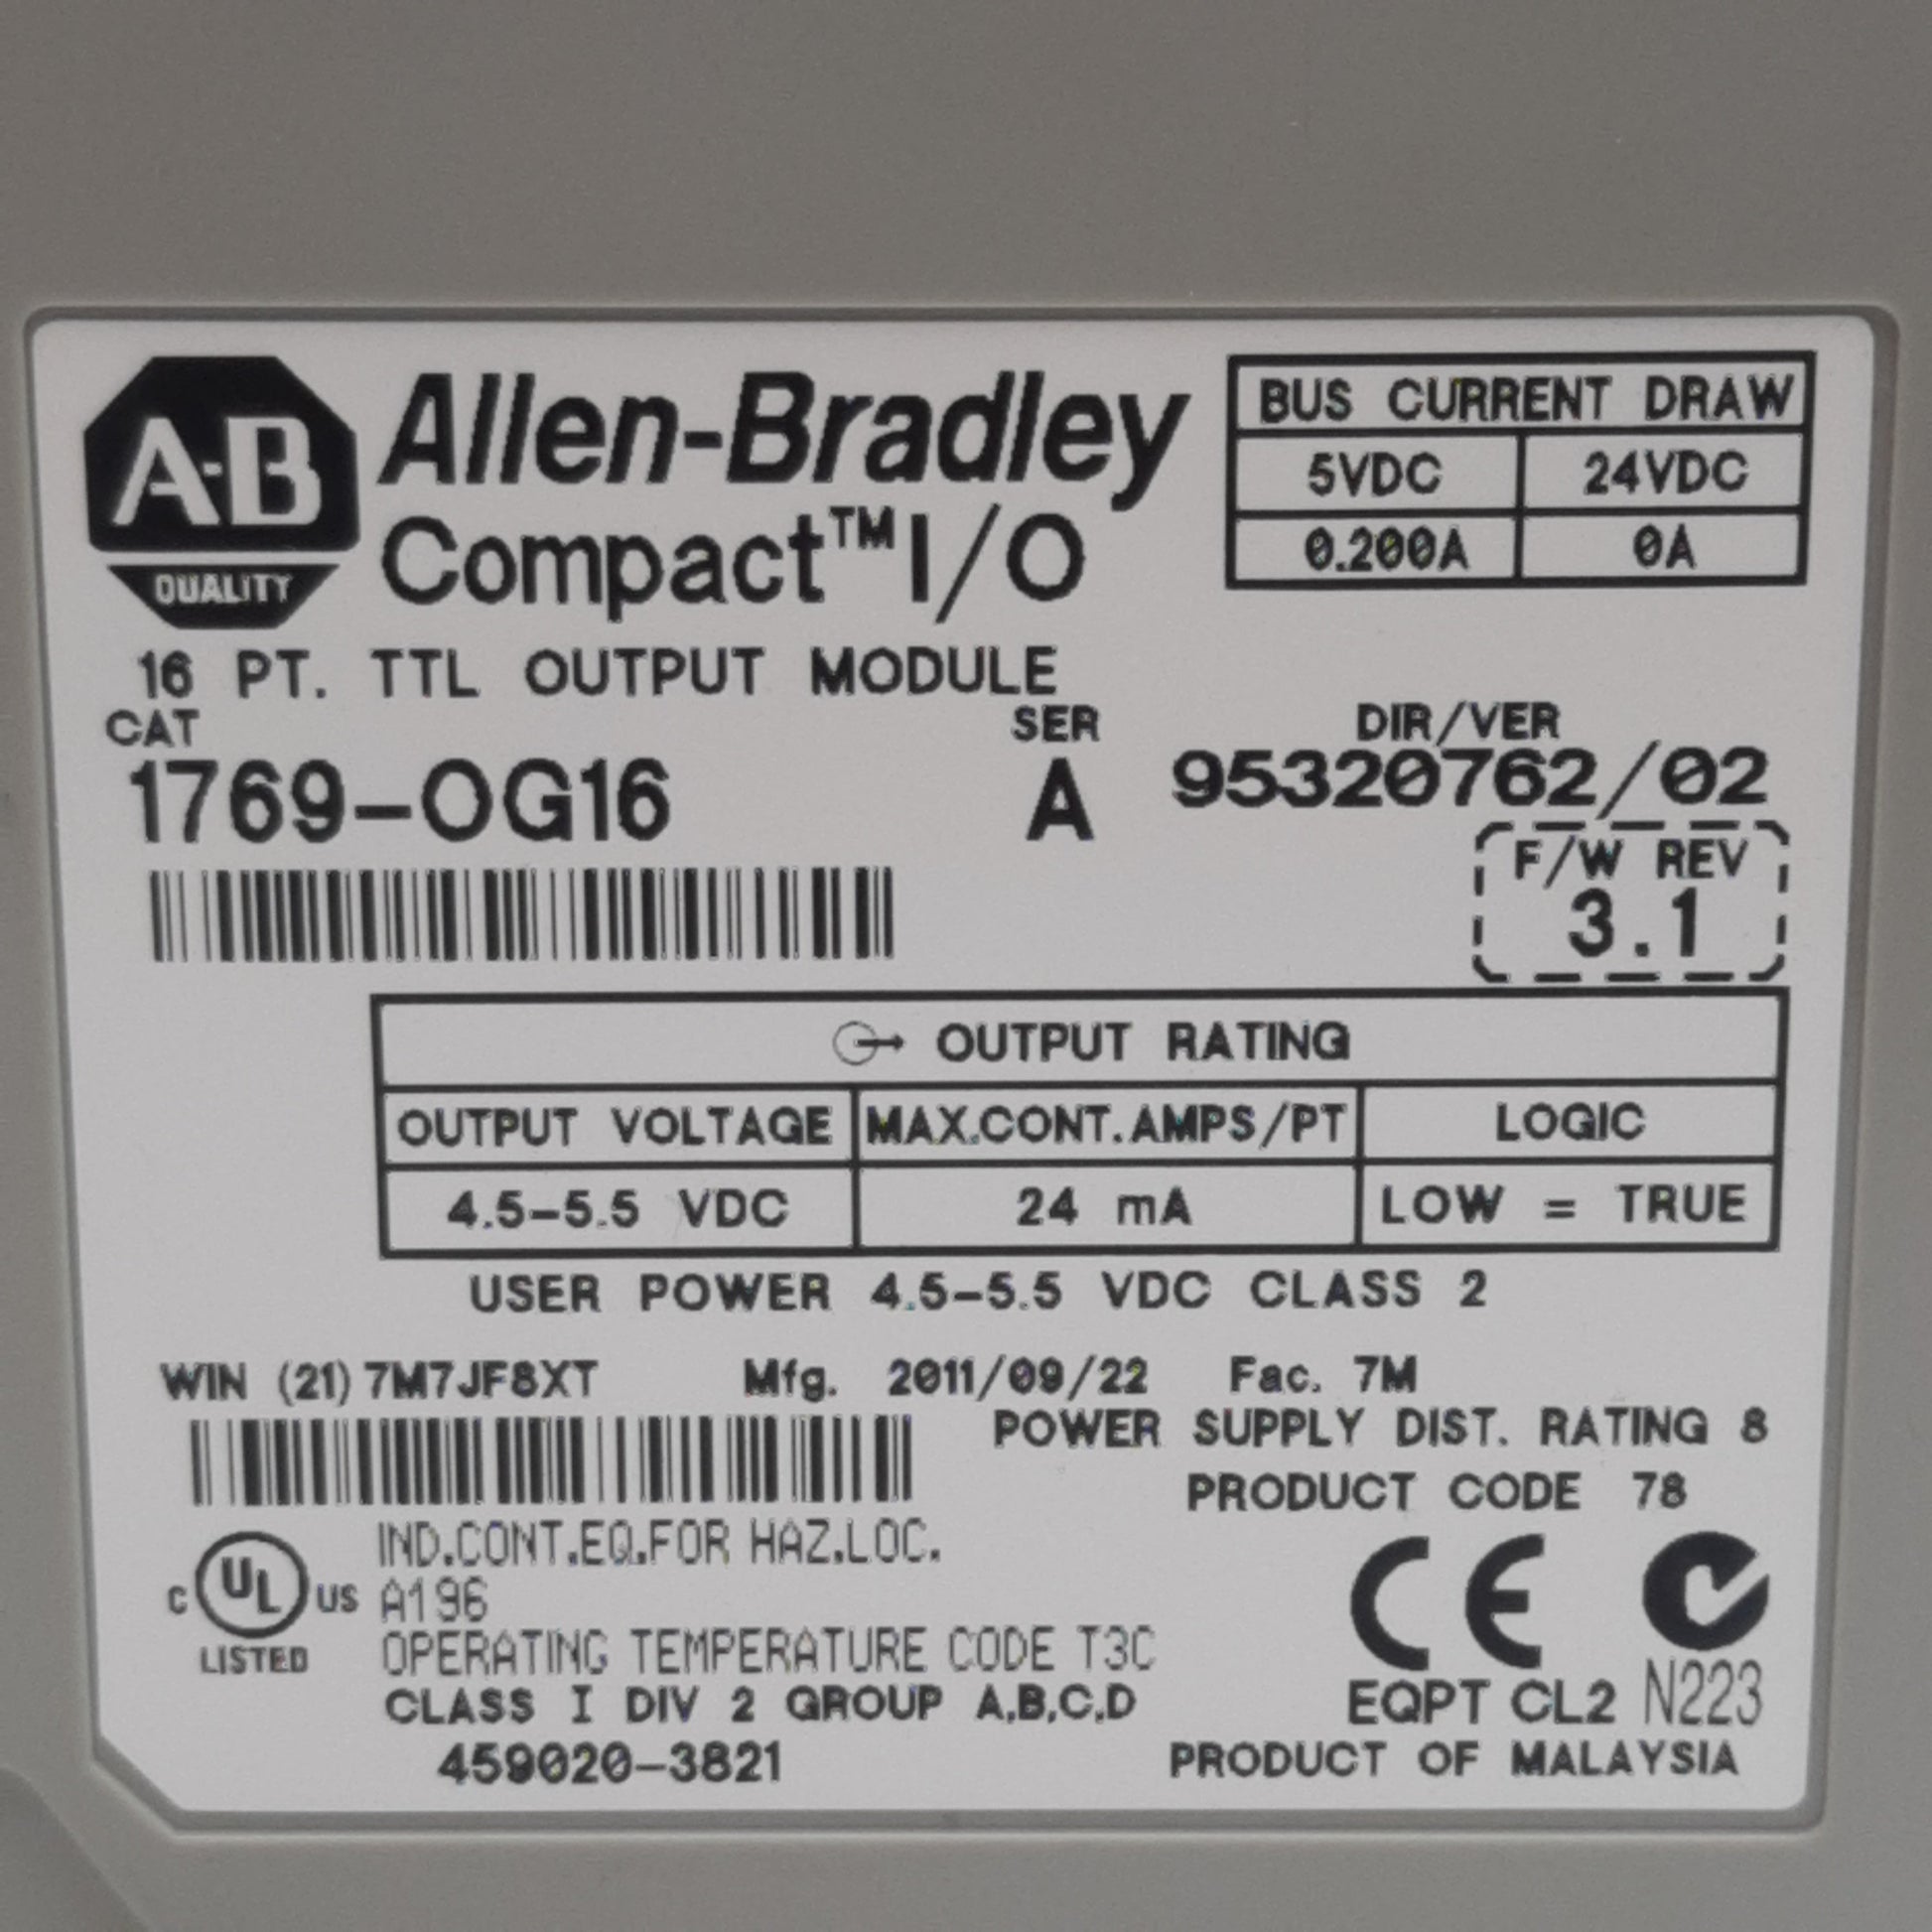 A-B
QUALITY
Allen-Bradley
Compact™ I/O
BUS CURRENT DRAW
5VDC 24VDC
0.200A 0A
16 PT. TTL OUTPUT MODULE
CAT SER DIR/VER
1769-OG16 A 95320762/02
F/W REV
3.1
OUTPUT RATING
OUTPUT VOLTAGE MAX.CONT.AMPS/PT LOGIC
4.5-5.5 VDC 24 mA LOW = TRUE
USER POWER 4.5-5.5 VDC CLASS 2
WIN (21) 7M7JF8XT Mfg. 2011/09/22 Fac. 7M
POWER SUPPLY DIST. RATING 8
PRODUCT CODE 78
C UL US
LISTED
IND.CONT.EQ.FOR HAZ.LOC.
A196
OPERATING TEMPERATURE CODE T3C
CLASS I DIV 2 GROUP A,B,C,D
459020-3821
CE
EQPT CL2 N223
PRODUCT OF MALAYSIA